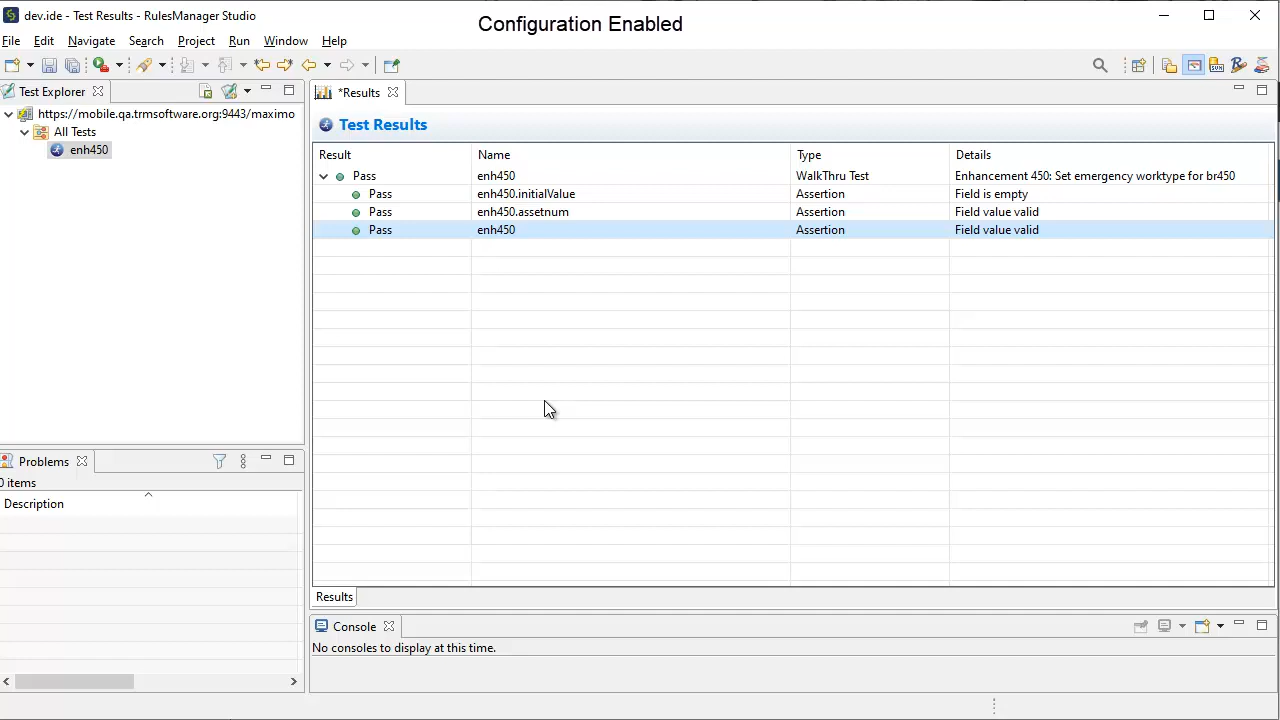 dev.ide - Test Results - RulesManager Studio
Configuration Enabled
File Edit Navigate Search Project Run Window Help
Test Explorer
*Results
https://mobile.qa.trmsoftware.org:9443/maximo
All Tests
enh450
Test Results
Result Name Type Details
Pass enh450 WalkThru Test Enhancement 450: Set emergency worktype for br450
Pass enh450.initialValue Assertion Field is empty
Pass enh450.assetnum Assertion Field value valid
Pass enh450 Assertion Field value valid
Problems
0 items
Description
Results
Console
No consoles to display at this time.